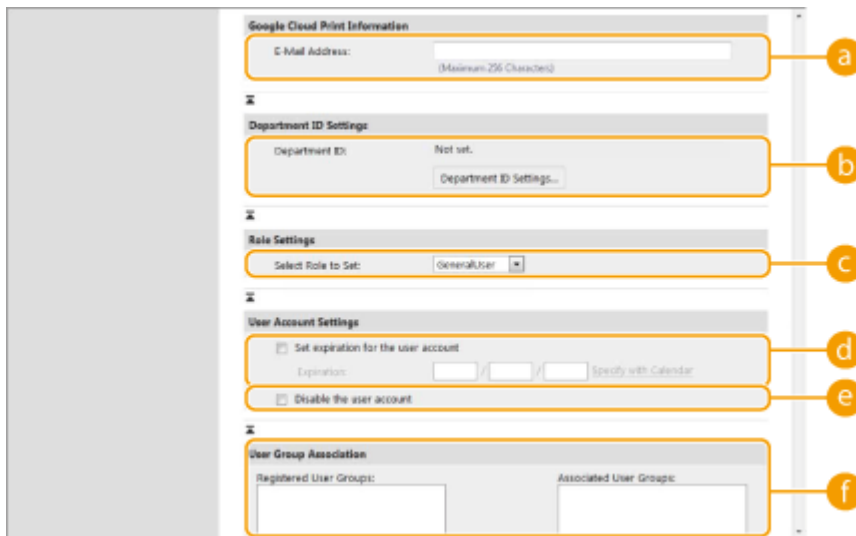 Google Cloud Print Information
E-Mail Address:
(Maximum 256 Characters)
a
Department ID Settings
Department ID: Not set.
Department ID Settings...
b
Role Settings
Select Role to Set: GeneralUser
c
User Account Settings
Set expiration for the user account
Expiration: / / Specify with Calendar
d
Disable the user account
e
User Group Association
Registered User Groups: Associated User Groups:
f